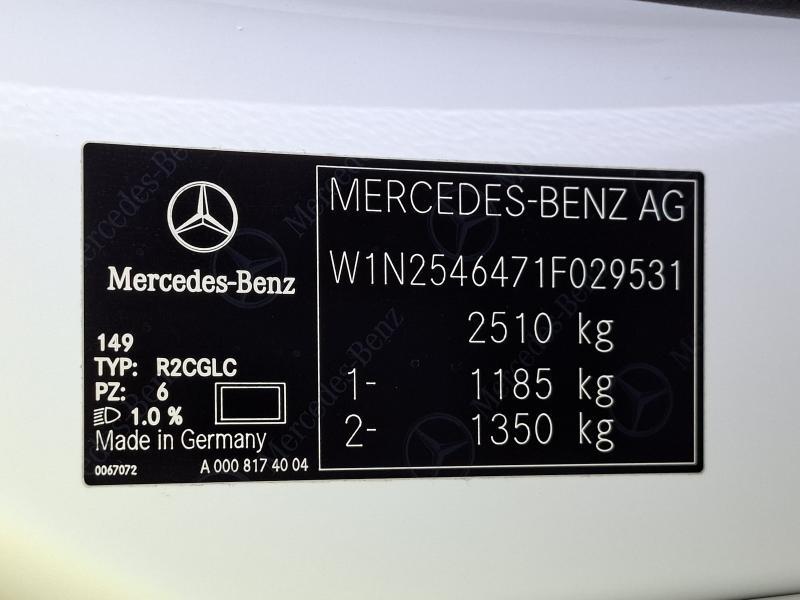 Mercedes-Benz
149
TYP: R2CGLC
PZ: 6
1.0 %
Made in Germany
0067072 A 000 817 40 04
MERCEDES-BENZ AG
W1N2546471F029531
2510 kg
1- 1185 kg
2- 1350 kg